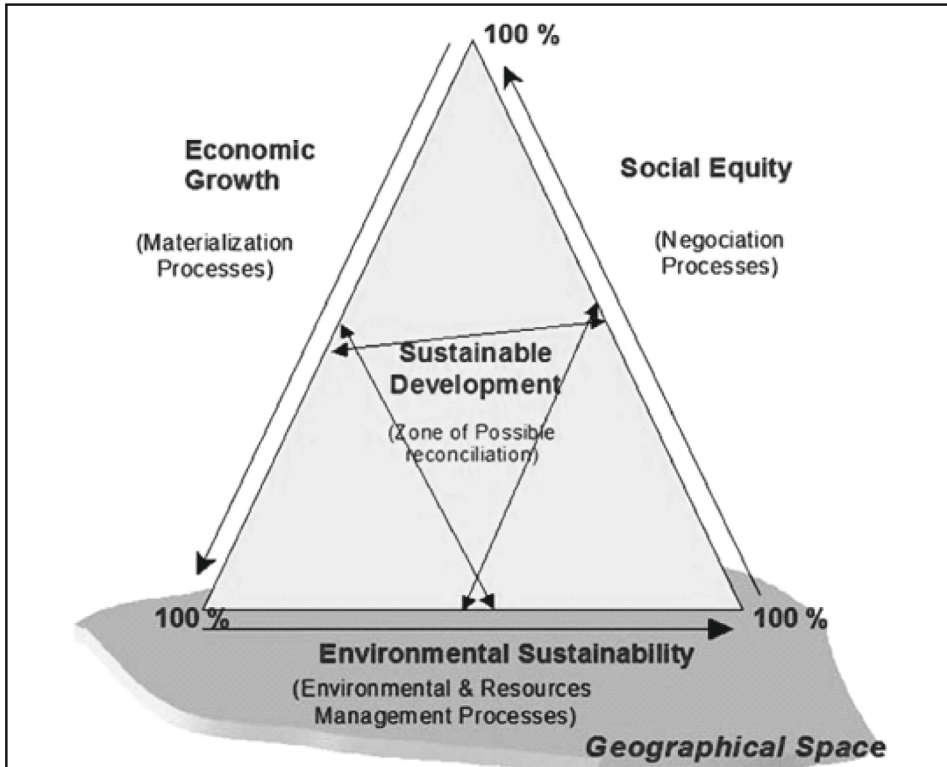 100 %
Economic
Growth
(Materialization
Processes)
Social Equity
(Negociation
Processes)
Sustainable
Development
(Zone of Possible
reconciliation)
100 %
100 %
Environmental Sustainability
(Environmental & Resources
Management Processes)
Geographical Space